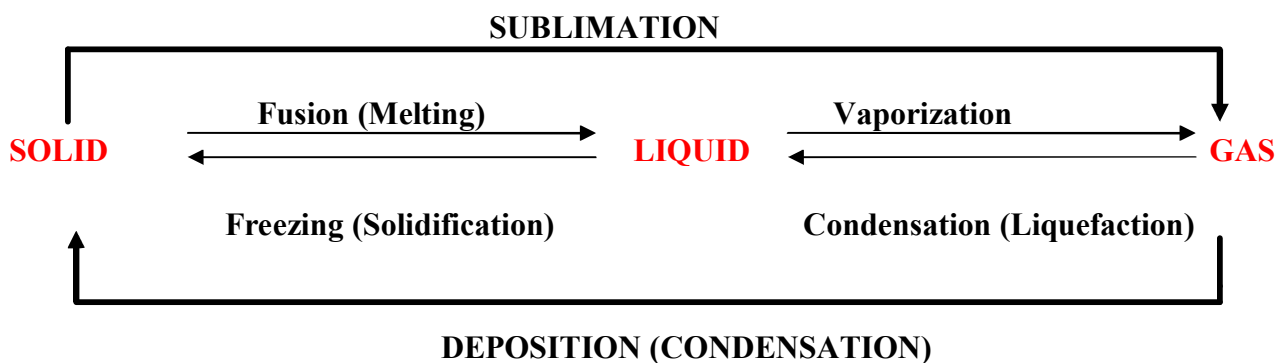 SUBLIMATION
Fusion (Melting) Vaporization
SOLID LIQUID GAS
Freezing (Solidification) Condensation (Liquefaction)
DEPOSITION (CONDENSATION)